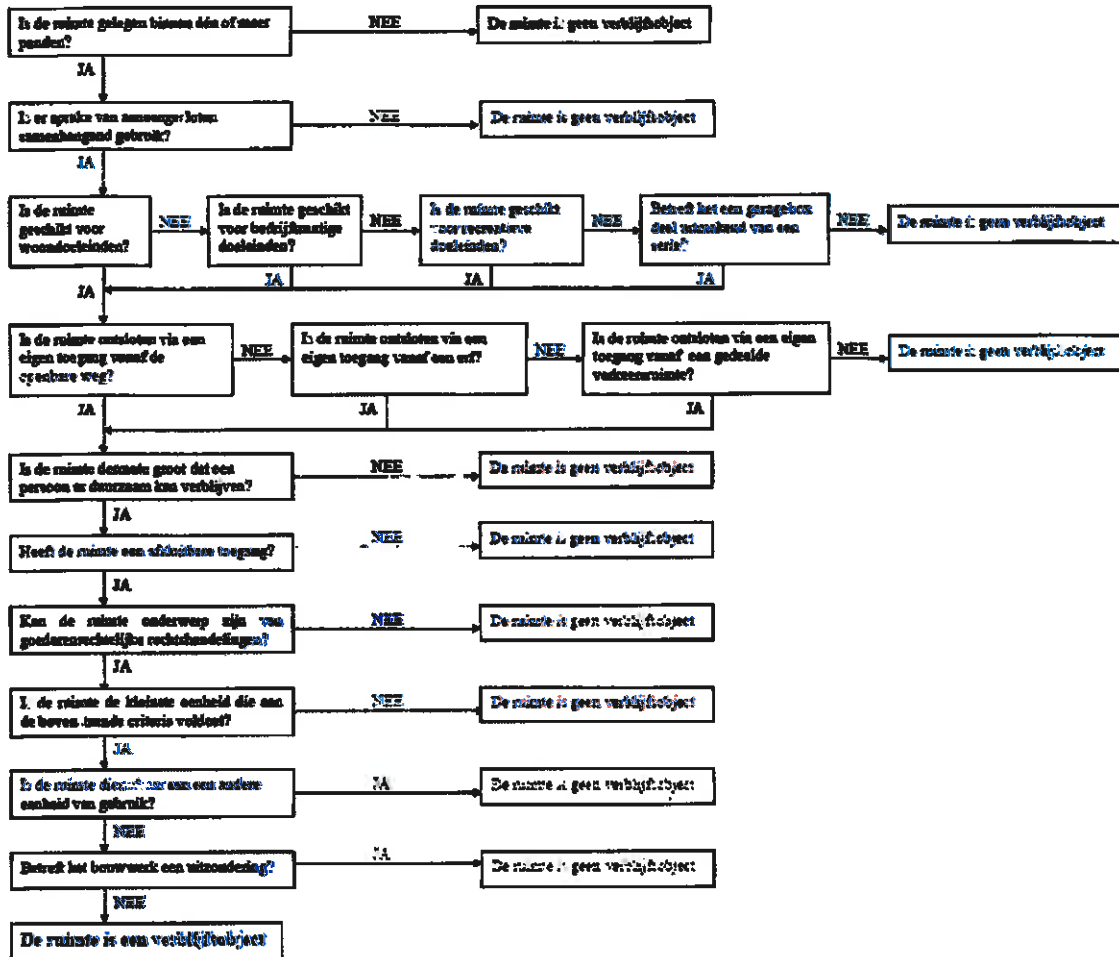 Is de ruimte gelegen binnen één of meer
panden?
NEE
De ruimte is geen verblijfsobject
JA
Is er sprake van aaneengesloten
samenhangend gebruik?
NEE
De ruimte is geen verblijfsobject
JA
Is de ruimte
geschikt voor
woondoeleinden?
NEE
Is de ruimte geschikt
voor bedrijfsmatige
doeleinden?
NEE
Is de ruimte geschikt
voor recreatieve
doeleinden?
NEE
Betreft het een garagebox
deel uitmakend van een
serie?
NEE
De ruimte is geen verblijfsobject
JA
JA
JA
JA
Is de ruimte ontsloten via een
eigen toegang vanaf de
openbare weg?
NEE
Is de ruimte ontsloten via een
eigen toegang vanaf een erf?
NEE
Is de ruimte ontsloten via een eigen
toegang vanaf een gedeelde
verkeersruimte?
NEE
De ruimte is geen verblijfsobject
JA
JA
JA
Is de ruimte dermate groot dat een
persoon er duurzaam kan verblijven?
NEE
De ruimte is geen verblijfsobject
JA
Heeft de ruimte een afsluitbare toegang?
NEE
De ruimte is geen verblijfsobject
JA
Kan de ruimte onderwerp zijn van
goederenrechtelijke rechtshandelingen?
NEE
De ruimte is geen verblijfsobject
JA
Is de ruimte de kleinste eenheid die aan
de bovenstaande criteria voldoet?
NEE
De ruimte is geen verblijfsobject
JA
Is de ruimte dienstbaar aan een andere
eenheid van gebruik?
JA
De ruimte is geen verblijfsobject
NEE
Betreft het bouwwerk een uitzondering?
JA
De ruimte is geen verblijfsobject
NEE
De ruimte is een verblijfsobject